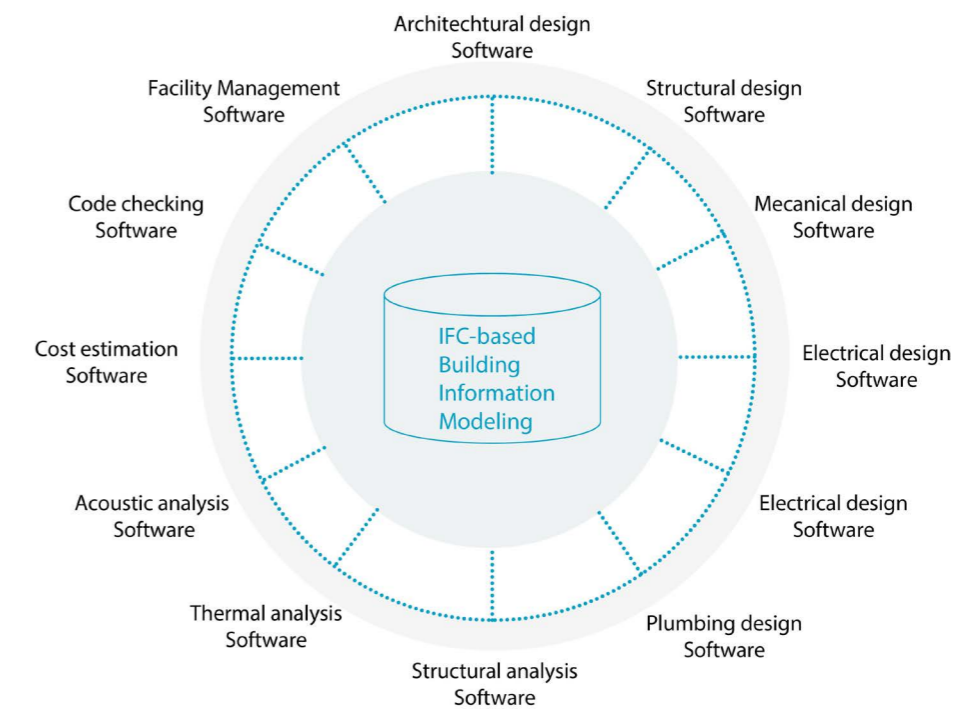 Architechtural design
Software
Facility Management
Software
Structural design
Software
Code checking
Software
Mecanical design
Software
IFC-based
Building
Information
Modeling
Cost estimation
Software
Electrical design
Software
Acoustic analysis
Software
Electrical design
Software
Thermal analysis
Software
Plumbing design
Software
Structural analysis
Software